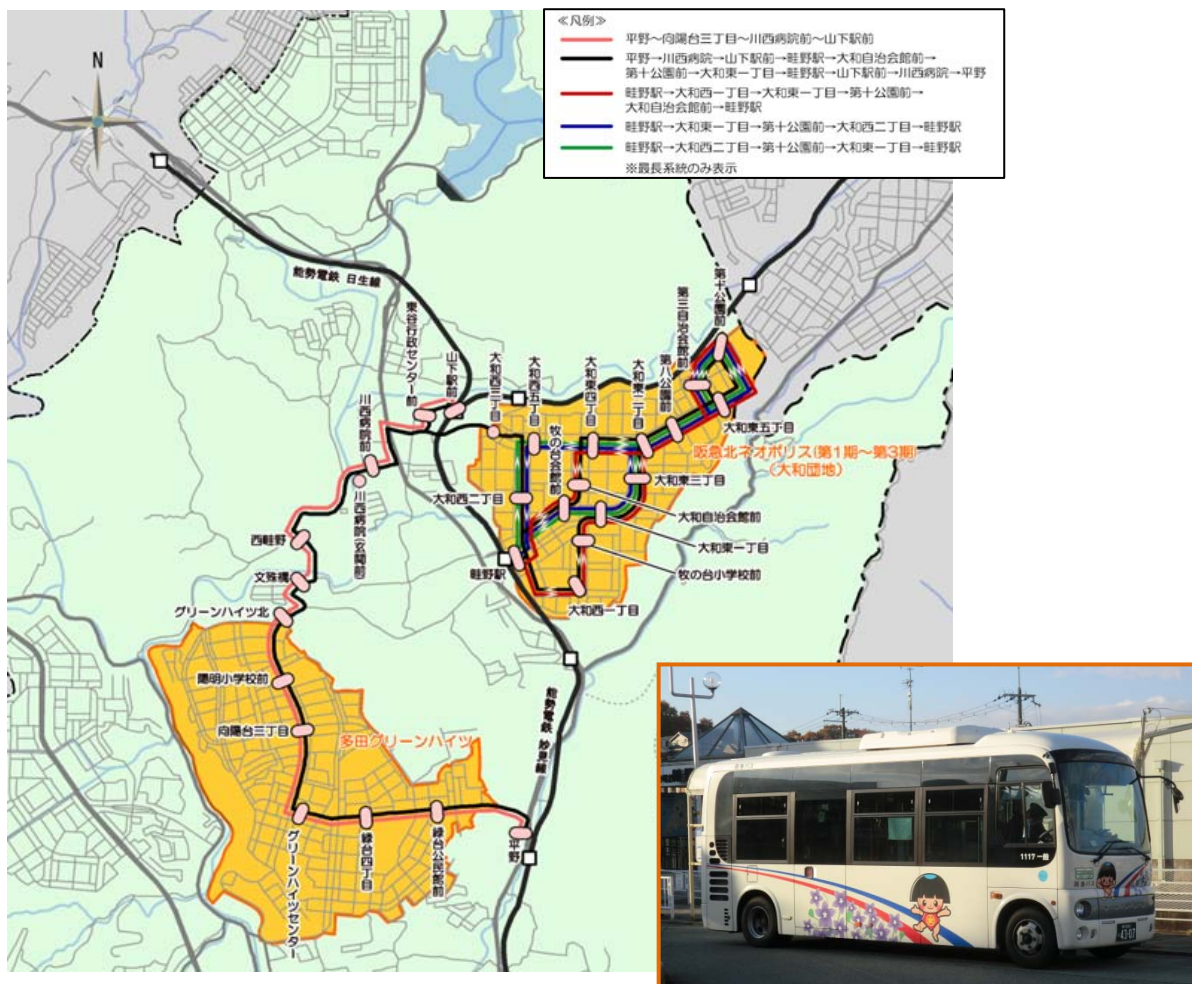 ≪凡例≫
平野～向陽台三丁目～川西病院前～山下駅前
平野→川西病院→山下駅前→畦野駅→大和自治会館前→
第十公園前→大和東一丁目→畦野駅→山下駅前→川西病院→平野
畦野駅→大和西一丁目→大和東一丁目→第十公園前→
大和自治会館前→畦野駅
畦野駅→大和東一丁目→第十公園前→大和西二丁目→畦野駅
畦野駅→大和西二丁目→第十公園前→大和東一丁目→畦野駅
※最長系統のみ表示
N
能勢電鉄 日生線
東谷行政センター前
山下駅前
大和西三丁目
大和西五丁目
大和東四丁目
大和東二丁目
第八公園前
第三自治会館前
第十公園前
大和東五丁目
阪急北ネオポリス(第1期～第3期)
(大和団地)
川西病院前
川西病院(玄関前)
牧の台会館前
大和西二丁目
大和東三丁目
大和自治会館前
大和東一丁目
牧の台小学校前
畦野駅
大和西一丁目
西畦野
文殊橋
グリーンハイツ北
陽明小学校前
向陽台三丁目
多田グリーンハイツ
能勢電鉄 妙見線
グリーンハイツセンター
緑台四丁目
緑台公民館前
平野
1117 一般
阪急バス
43-07